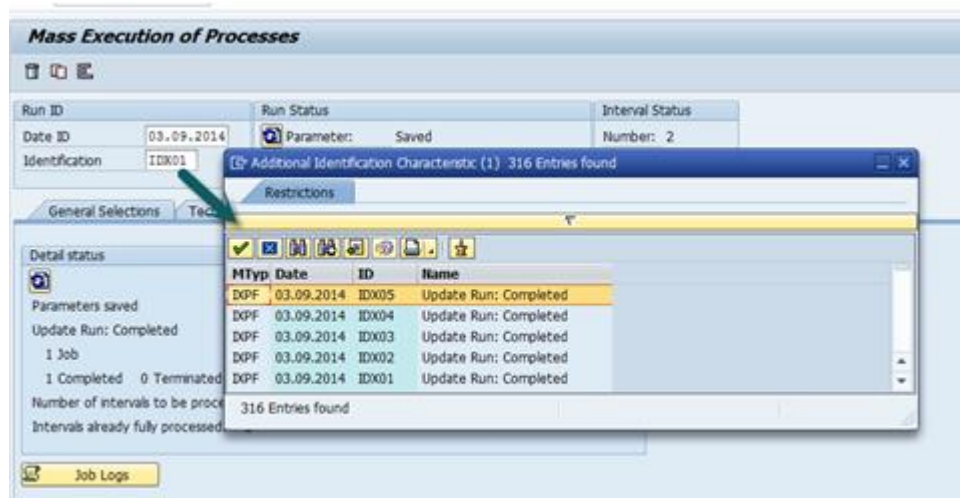 Mass Execution of Processes
Run ID
Run Status
Interval Status
Date ID 03.09.2014
Parameter: Saved
Number: 2
Identification IDX01
Additional Identification Characteristic (1) 316 Entries found
Restrictions
General Selections
Detail status
MTyp Date ID Name
IXPF 03.09.2014 IDX05 Update Run: Completed
IXPF 03.09.2014 IDX04 Update Run: Completed
IXPF 03.09.2014 IDX03 Update Run: Completed
IXPF 03.09.2014 IDX02 Update Run: Completed
IXPF 03.09.2014 IDX01 Update Run: Completed
316 Entries found
Parameters saved
Update Run: Completed
1 Job
1 Completed 0 Terminated
Number of intervals to be proce
Intervals already fully processed
Job Logs